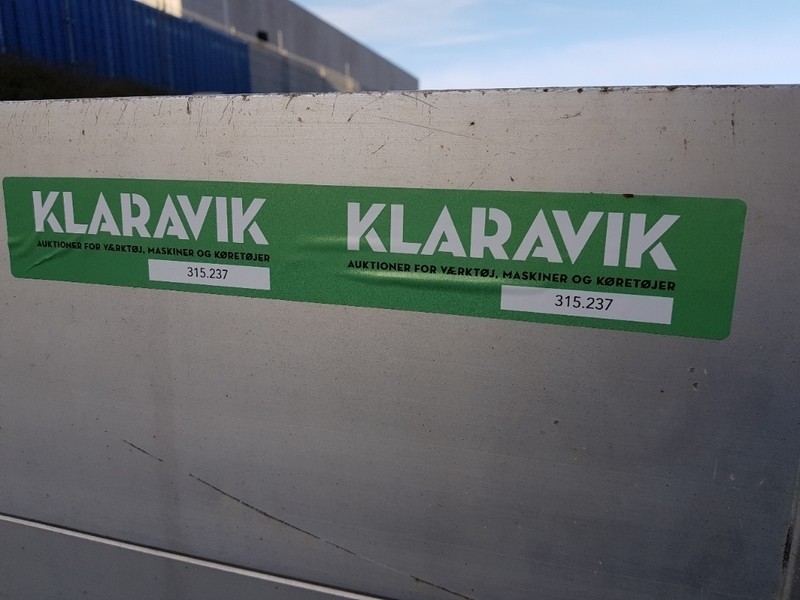 KLARAVIK
AUKTIONER FOR VÆRKTØJ, MASKINER OG KØRETØJER
315.237
KLARAVIK
AUKTIONER FOR VÆRKTØJ, MASKINER OG KØRETØJER
315.237